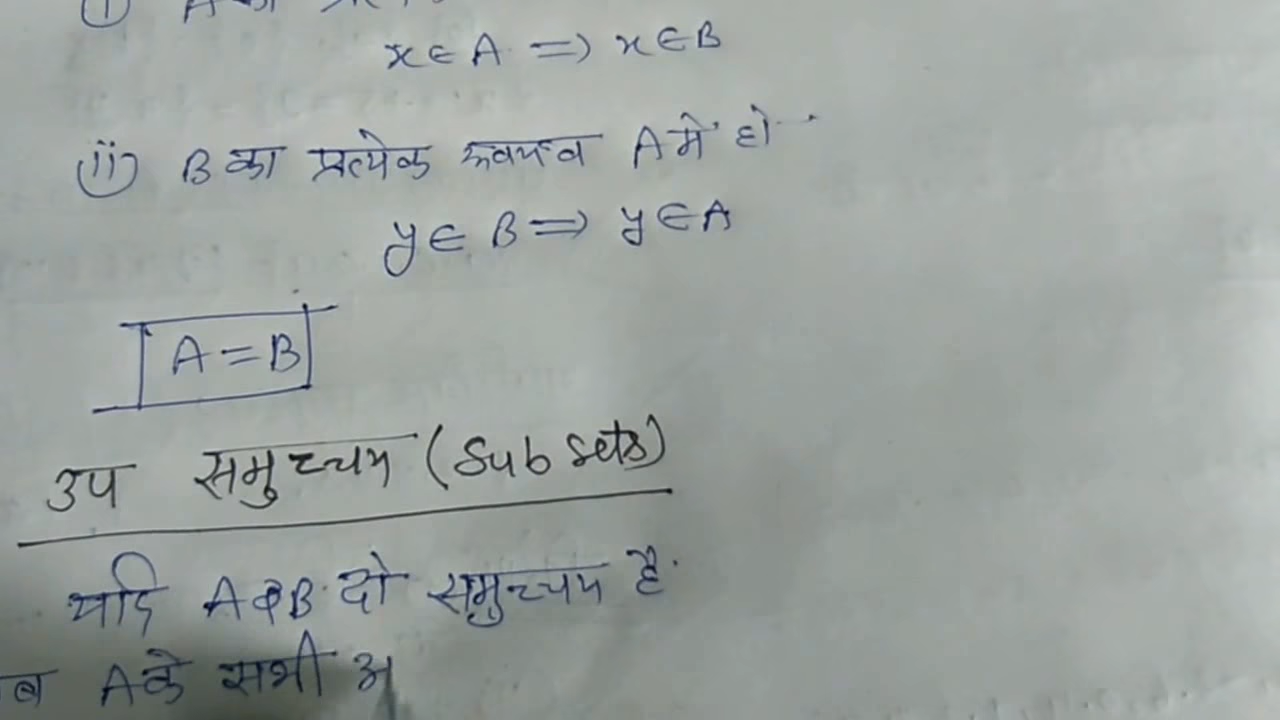 (i) A का
x ∈ A ⇒ x ∈ B
(ii) B का प्रत्येक अवयव A में हो
y ∈ B ⇒ y ∈ A
A = B
उप समुच्चय (Sub Sets)
यदि A व B दो समुच्चय है
A के सभी अ